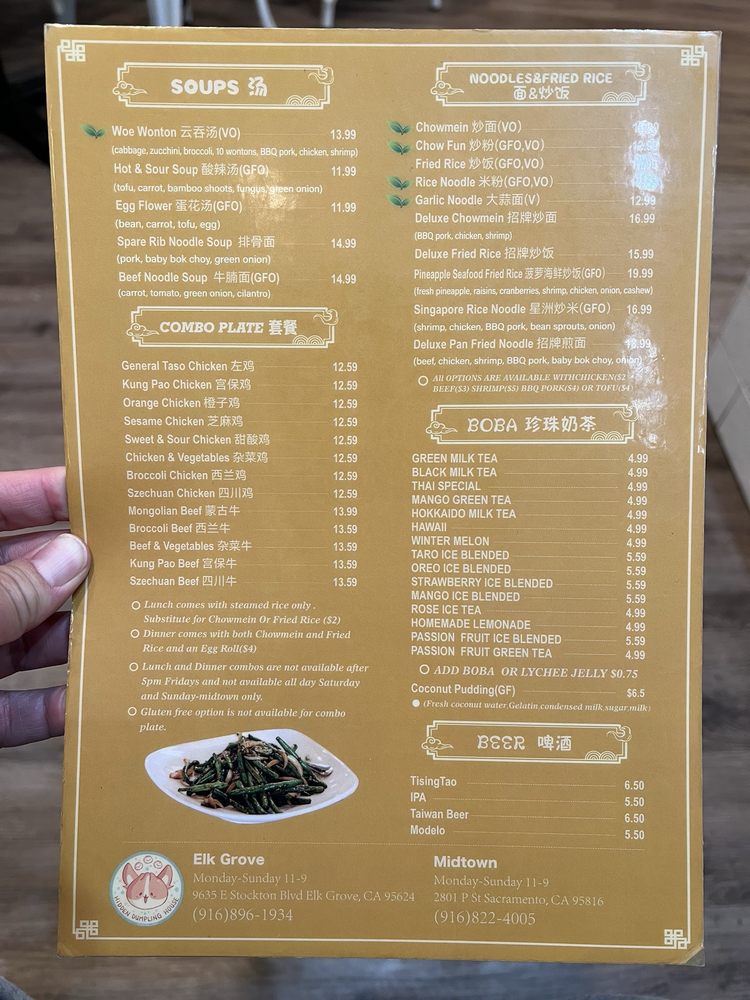 SOUPS 汤
Woe Wonton 云吞汤(VO) 13.99
(cabbage, zucchini, broccoli, 10 wontons, BBQ pork, chicken, shrimp)
Hot & Sour Soup 酸辣汤(GFO) 11.99
(tofu, carrot, bamboo shoots, fungus, green onion)
Egg Flower 蛋花汤(GFO) 11.99
(bean, carrot, tofu, egg)
Spare Rib Noodle Soup 排骨面 14.99
(pork, baby bok choy, green onion)
Beef Noodle Soup 牛腩面(GFO) 14.99
(carrot, tomato, green onion, cilantro)
COMBO PLATE 套餐
General Taso Chicken 左鸡 12.59
Kung Pao Chicken 宫保鸡 12.59
Orange Chicken 橙子鸡 12.59
Sesame Chicken 芝麻鸡 12.59
Sweet & Sour Chicken 甜酸鸡 12.59
Chicken & Vegetables 杂菜鸡 12.59
Broccoli Chicken 西兰鸡 12.59
Szechuan Chicken 四川鸡 12.59
Mongolian Beef 蒙古牛 13.99
Broccoli Beef 西兰牛 13.59
Beef & Vegetables 杂菜牛 13.59
Kung Pao Beef 宫保牛 13.59
Szechuan Beef 四川牛 13.59
Lunch comes with steamed rice only .
Substitute for Chowmein Or Fried Rice ($2)
Dinner comes with both Chowmein and Fried
Rice and an Egg Roll($4)
Lunch and Dinner combos are not available after
5pm Fridays and not available all day Saturday
and Sunday-midtown only.
Gluten free option is not available for combo
plate.
NOODLES&FRIED RICE
面&炒饭
Chowmein 炒面(VO)
Chow Fun 炒粉(GFO,VO)
Fried Rice 炒饭(GFO,VO)
Rice Noodle 米粉(GFO,VO)
Garlic Noodle 大蒜面(V) 12.99
Deluxe Chowmein 招牌炒面 16.99
(BBQ pork, chicken, shrimp)
Deluxe Fried Rice 招牌炒饭 15.99
Pineapple Seafood Fried Rice 菠萝海鲜炒饭(GFO) 19.99
(fresh pineapple, raisins, cranberries, shrimp, chicken, onion, cashew)
Singapore Rice Noodle 星洲炒米(GFO) 16.99
(shrimp, chicken, BBQ pork, bean sprouts, onion)
Deluxe Pan Fried Noodle 招牌煎面
(beef, chicken, shrimp, BBQ pork, baby bok choy, onion)
All OPTIONS ARE AVAILABLE WITHCHICKEN($2
BEEF($3) SHRIMP($5) BBQ PORK($4) OR TOFU($4)
BOBA 珍珠奶茶
GREEN MILK TEA 4.99
BLACK MILK TEA 4.99
THAI SPECIAL 4.99
MANGO GREEN TEA 4.99
HOKKAIDO MILK TEA 4.99
HAWAII 4.99
WINTER MELON 4.99
TARO ICE BLENDED 5.59
OREO ICE BLENDED 5.59
STRAWBERRY ICE BLENDED 5.59
MANGO ICE BLENDED 5.59
ROSE ICE TEA 4.99
HOMEMADE LEMONADE 4.99
PASSION FRUIT ICE BLENDED 5.59
PASSION FRUIT GREEN TEA 4.99
ADD BOBA OR LYCHEE JELLY $0.75
Coconut Pudding(GF) $6.5
(Fresh coconut water,Gelatin,condensed milk,sugar,milk)
BEER 啤酒
TisingTao 6.50
IPA 5.50
Taiwan Beer 6.50
Modelo 5.50
HIDDEN DUMPLING HOUSE
Elk Grove
Monday-Sunday 11-9
9635 E Stockton Blvd Elk Grove, CA 95624
(916)896-1934
Midtown
Monday-Sunday 11-9
2801 P St Sacramento, CA 95816
(916)822-4005